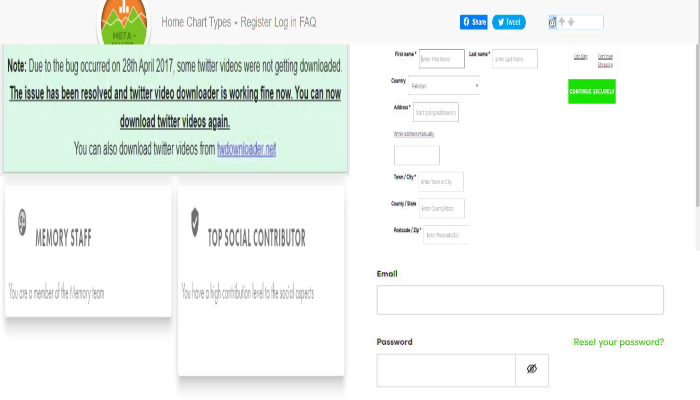 META -
CHART
Home Chart Types Register Log in FAQ
Share
Tweet
Note: Due to the bug occurred on 28th April 2017, some twitter videos were not getting downloaded.
The issue has been resolved and twitter video downloader is working fine now. You can now
download twitter videos again.
You can also download twitter videos from twdownloader.net
MEMORY STAFF
You are a member of the Memory team
TOP SOCIAL CONTRIBUTOR
You have a high contribution level to the social aspects
First name *
Enter First Name
Last name *
Enter Last Name
Country
Pakistan
Address *
Start typing address or
Enter address manually
Town / City *
Enter Town or City
County / State
Enter County/State
Postcode / Zip *
Enter Postcode/Zip
Edit Bag
Continue
Shopping
CONTINUE SECURELY
Email
Password
Reset your password?